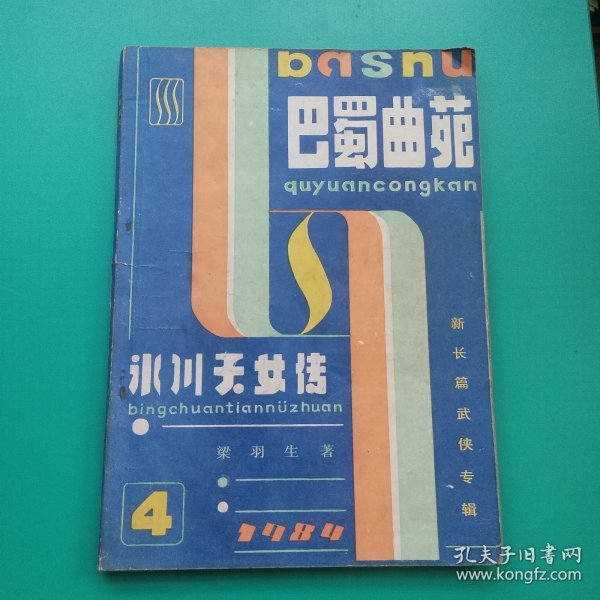 bashu
巴蜀曲苑
quyuancongkan
新长篇武侠专辑
冰川天女传
bingchuantiannüzhuan
梁羽生著
4
1984
孔夫子旧书网
www.kongfz.com